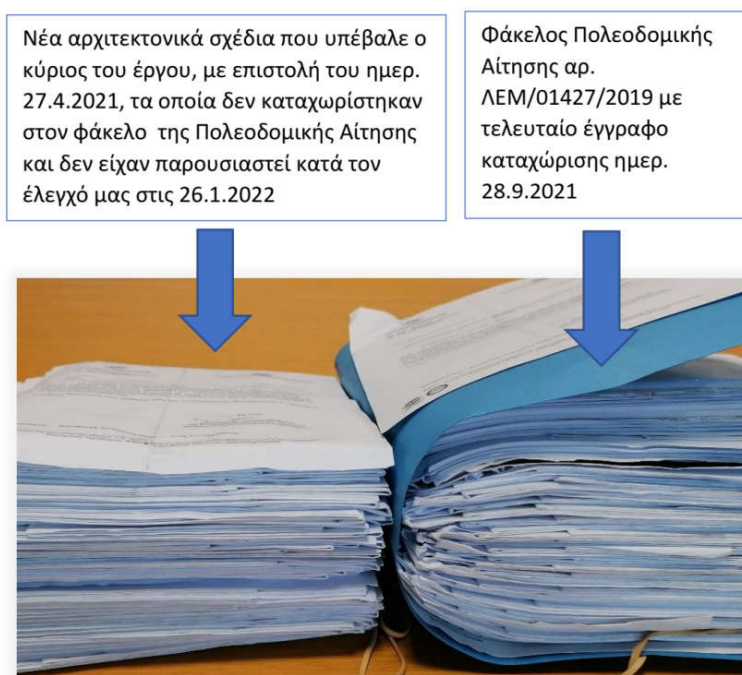 Νέα αρχιτεκτονικά σχέδια που υπέβαλε ο
κύριος του έργου, με επιστολή του ημερ.
27.4.2021, τα οποία δεν καταχωρίστηκαν
στον φάκελο της Πολεοδομικής Αίτησης
και δεν είχαν παρουσιαστεί κατά τον
έλεγχό μας στις 26.1.2022
Φάκελος Πολεοδομικής
Αίτησης αρ.
ΛΕΜ/01427/2019 με
τελευταίο έγγραφο
καταχώρισης ημερ.
28.9.2021